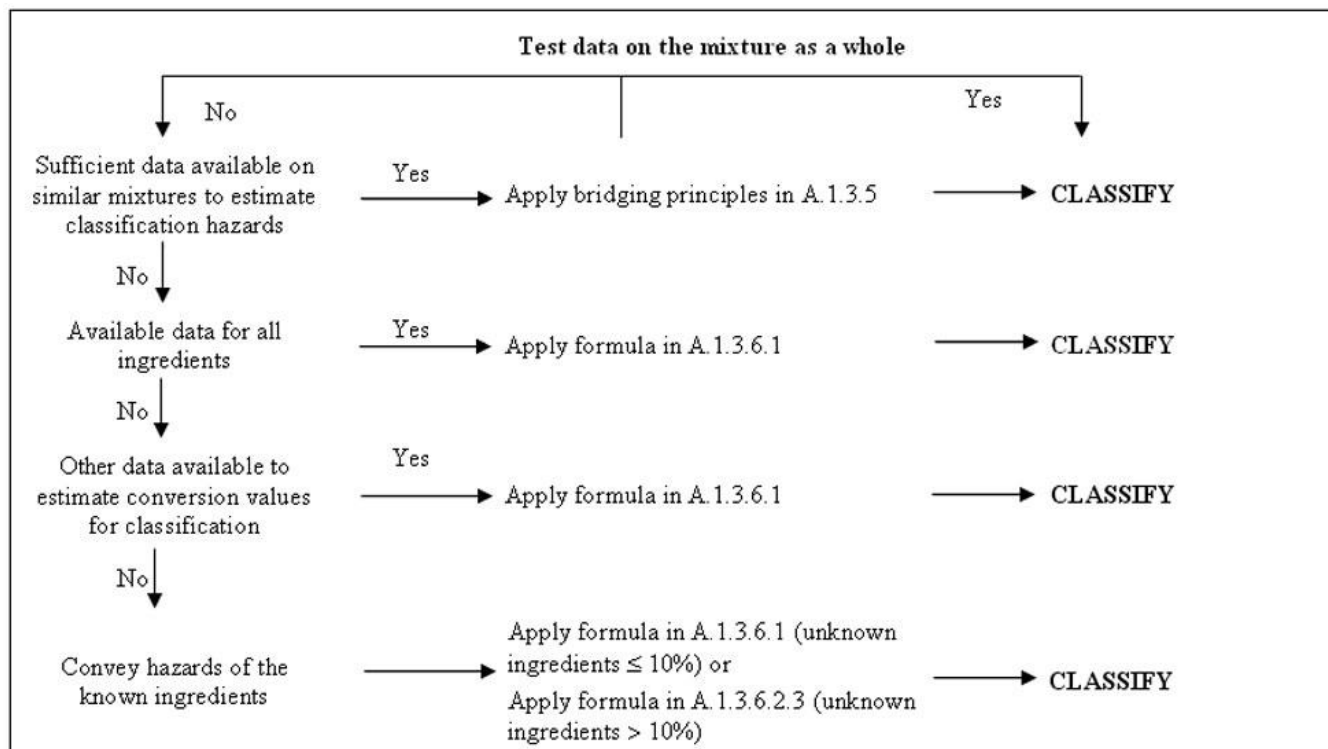 Test data on the mixture as a whole
No
Yes
Sufficient data available on
similar mixtures to estimate
classification hazards
Yes
Apply bridging principles in A.1.3.5
CLASSIFY
No
Available data for all
ingredients
Yes
Apply formula in A.1.3.6.1
CLASSIFY
No
Other data available to
estimate conversion values
for classification
Yes
Apply formula in A.1.3.6.1
CLASSIFY
No
Convey hazards of the
known ingredients
Apply formula in A.1.3.6.1 (unknown
ingredients ≤ 10%) or
Apply formula in A.1.3.6.2.3 (unknown
ingredients > 10%)
CLASSIFY